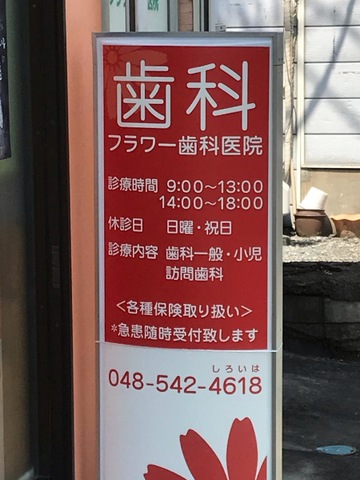 歯科
フラワー歯科医院
診療時間 9:00～13:00
14:00～18:00
休診日 日曜・祝日
診療内容 歯科一般・小児
訪問歯科
＜各種保険取り扱い＞
*急患随時受付致します
しろいは
048-542-4618